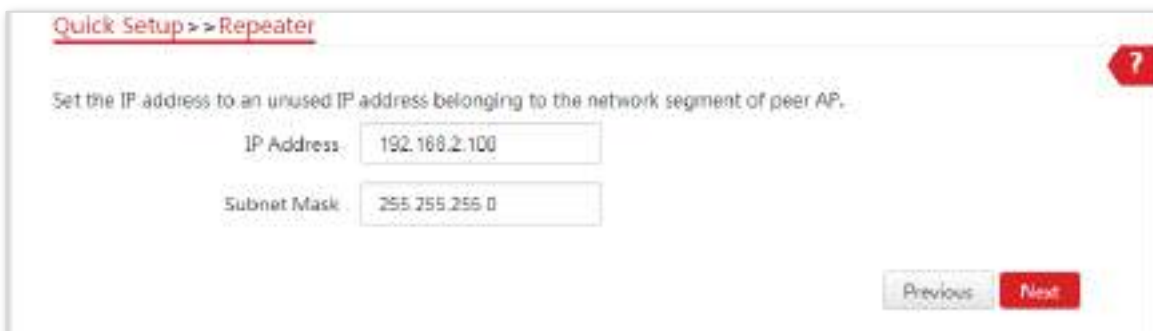 Quick Setup>>Repeater
?
Set the IP address to an unused IP address belonging to the network segment of peer AP.
IP Address 192.168.2.100
Subnet Mask 255.255.255.0
Previous Next